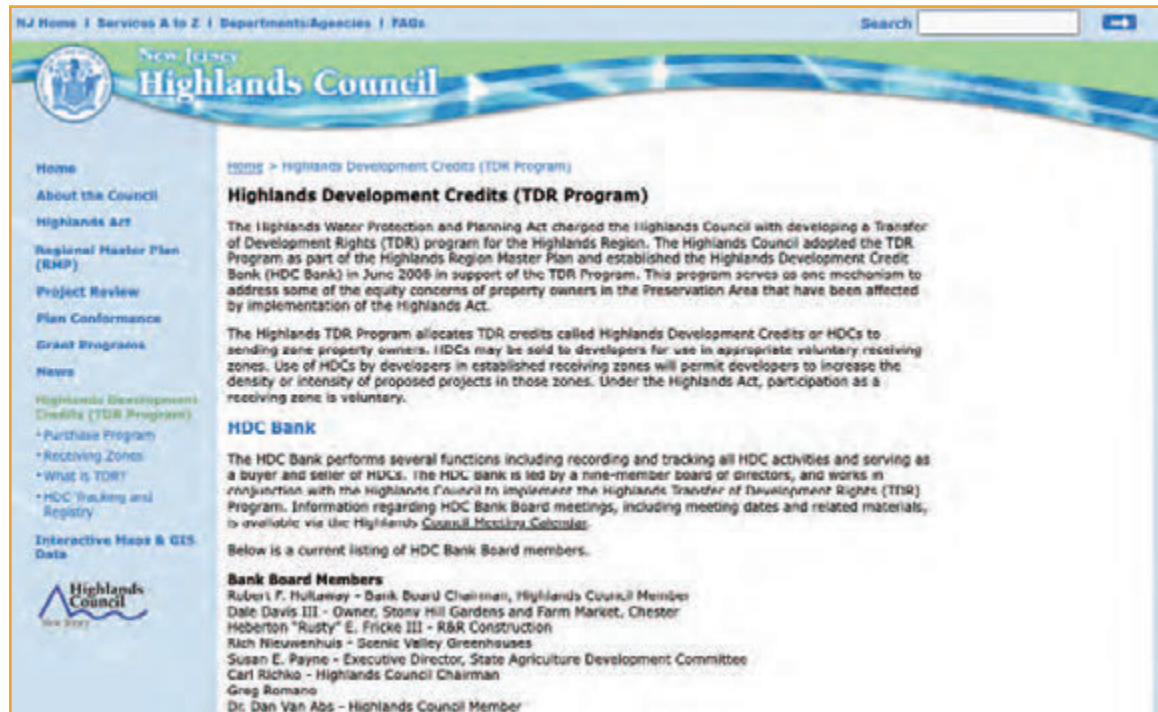 NJ Home | Services A to Z | Departments/Agencies | FAQs
Search
New Jersey
Highlands Council
Home
About the Council
Highlands Act
Regional Master Plan
(RMP)
Project Review
Plan Conformance
Grant Programs
News
Highlands Development
Credits (TDR Program)
• Purchase Program
• Receiving Zones
• What is TDR?
• HDC Tracking and
Registry
Interactive Maps & GIS
Data
Highlands
Council
New Jersey
Home > Highlands Development Credits (TDR Program)
Highlands Development Credits (TDR Program)
The Highlands Water Protection and Planning Act charged the Highlands Council with developing a Transfer
of Development Rights (TDR) program for the Highlands Region. The Highlands Council adopted the TDR
Program as part of the Highlands Region Master Plan and established the Highlands Development Credit
Bank (HDC Bank) in June 2008 in support of the TDR Program. This program serves as one mechanism to
address some of the equity concerns of property owners in the Preservation Area that have been affected
by implementation of the Highlands Act.
The Highlands TDR Program allocates TDR credits called Highlands Development Credits or HDCs to
sending zone property owners. HDCs may be sold to developers for use in appropriate voluntary receiving
zones. Use of HDCs by developers in established receiving zones will permit developers to increase the
density or intensity of proposed projects in those zones. Under the Highlands Act, participation as a
receiving zone is voluntary.
HDC Bank
The HDC Bank performs several functions including recording and tracking all HDC activities and serving as
a buyer and seller of HDCs. The HDC Bank is led by a nine-member board of directors, and works in
conjunction with the Highlands Council to implement the Highlands Transfer of Development Rights (TDR)
Program. Information regarding HDC Bank Board meetings, including meeting dates and related materials,
is available via the Highlands Council Meeting Calendar.
Below is a current listing of HDC Bank Board members.
Bank Board Members
Robert F. Holtaway - Bank Board Chairman, Highlands Council Member
Dale Davis III - Owner, Stony Hill Gardens and Farm Market, Chester
Heberton "Rusty" E. Fricke III - R&R Construction
Rich Nieuwenhuis - Scenic Valley Greenhouses
Susan E. Payne - Executive Director, State Agriculture Development Committee
Carl Richko - Highlands Council Chairman
Greg Romano
Dr. Dan Van Abs - Highlands Council Member